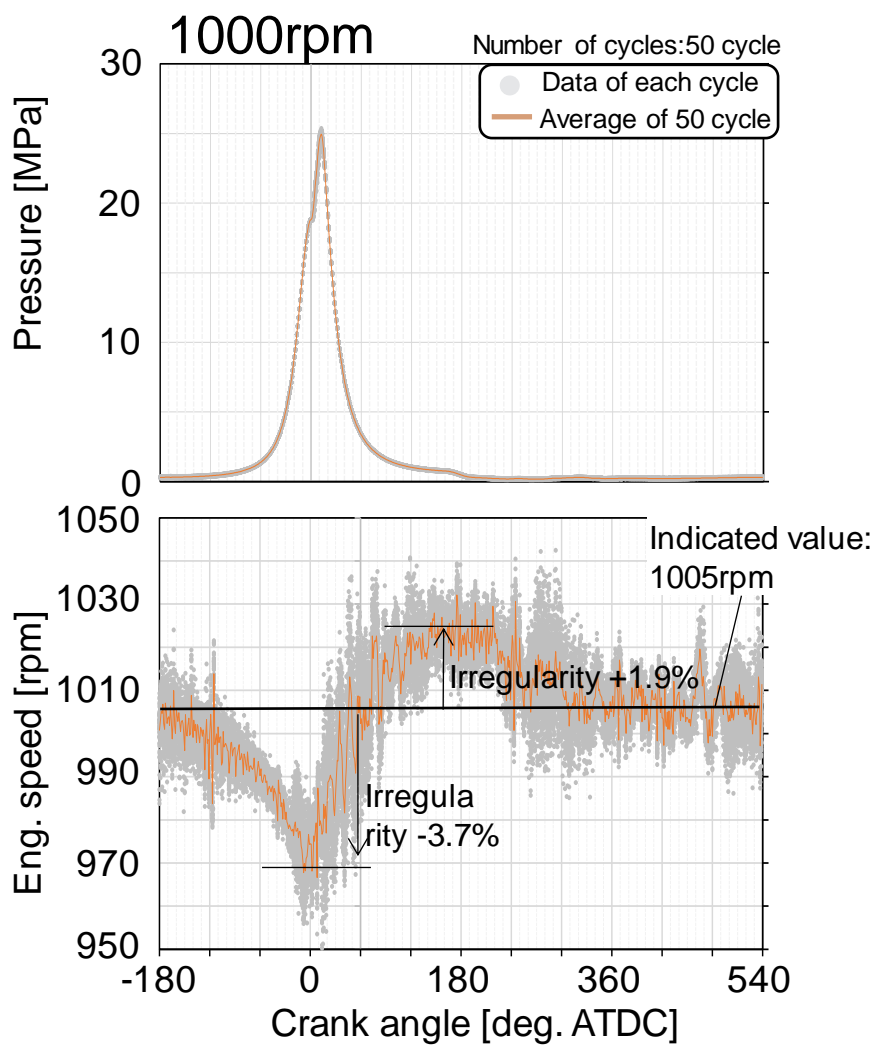 1000rpm
Number of cycles:50 cycle
Data of each cycle
Average of 50 cycle
Pressure [MPa]
30
20
10
0
Eng. speed [rpm]
1050
1030
1010
990
970
950
Indicated value:
1005rpm
Irregularity +1.9%
Irregula
rity -3.7%
-180
0
180
360
540
Crank angle [deg. ATDC]